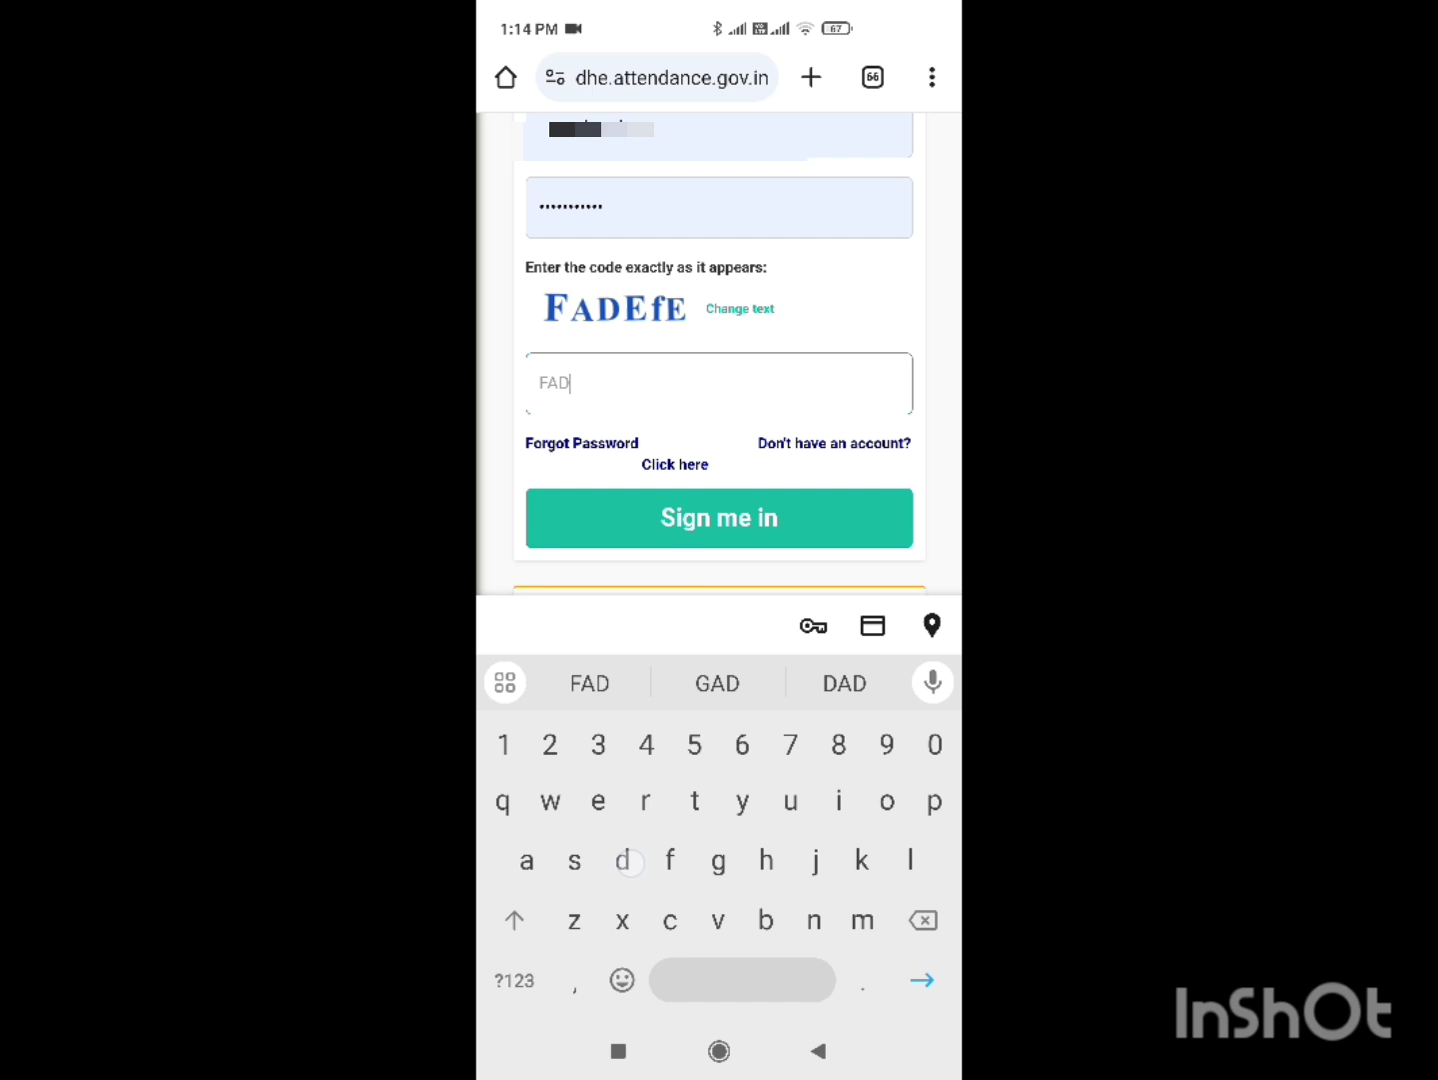 1:14 PM
67
dhe.attendance.gov.in
66
Enter the code exactly as it appears:
FADEfE Change text
FAD
Forgot Password Don't have an account?
Click here
Sign me in
FAD GAD DAD
1 2 3 4 5 6 7 8 9 0
q w e r t y u i o p
a s d f g h j k l
z x c v b n m
?123 , .
InShOt